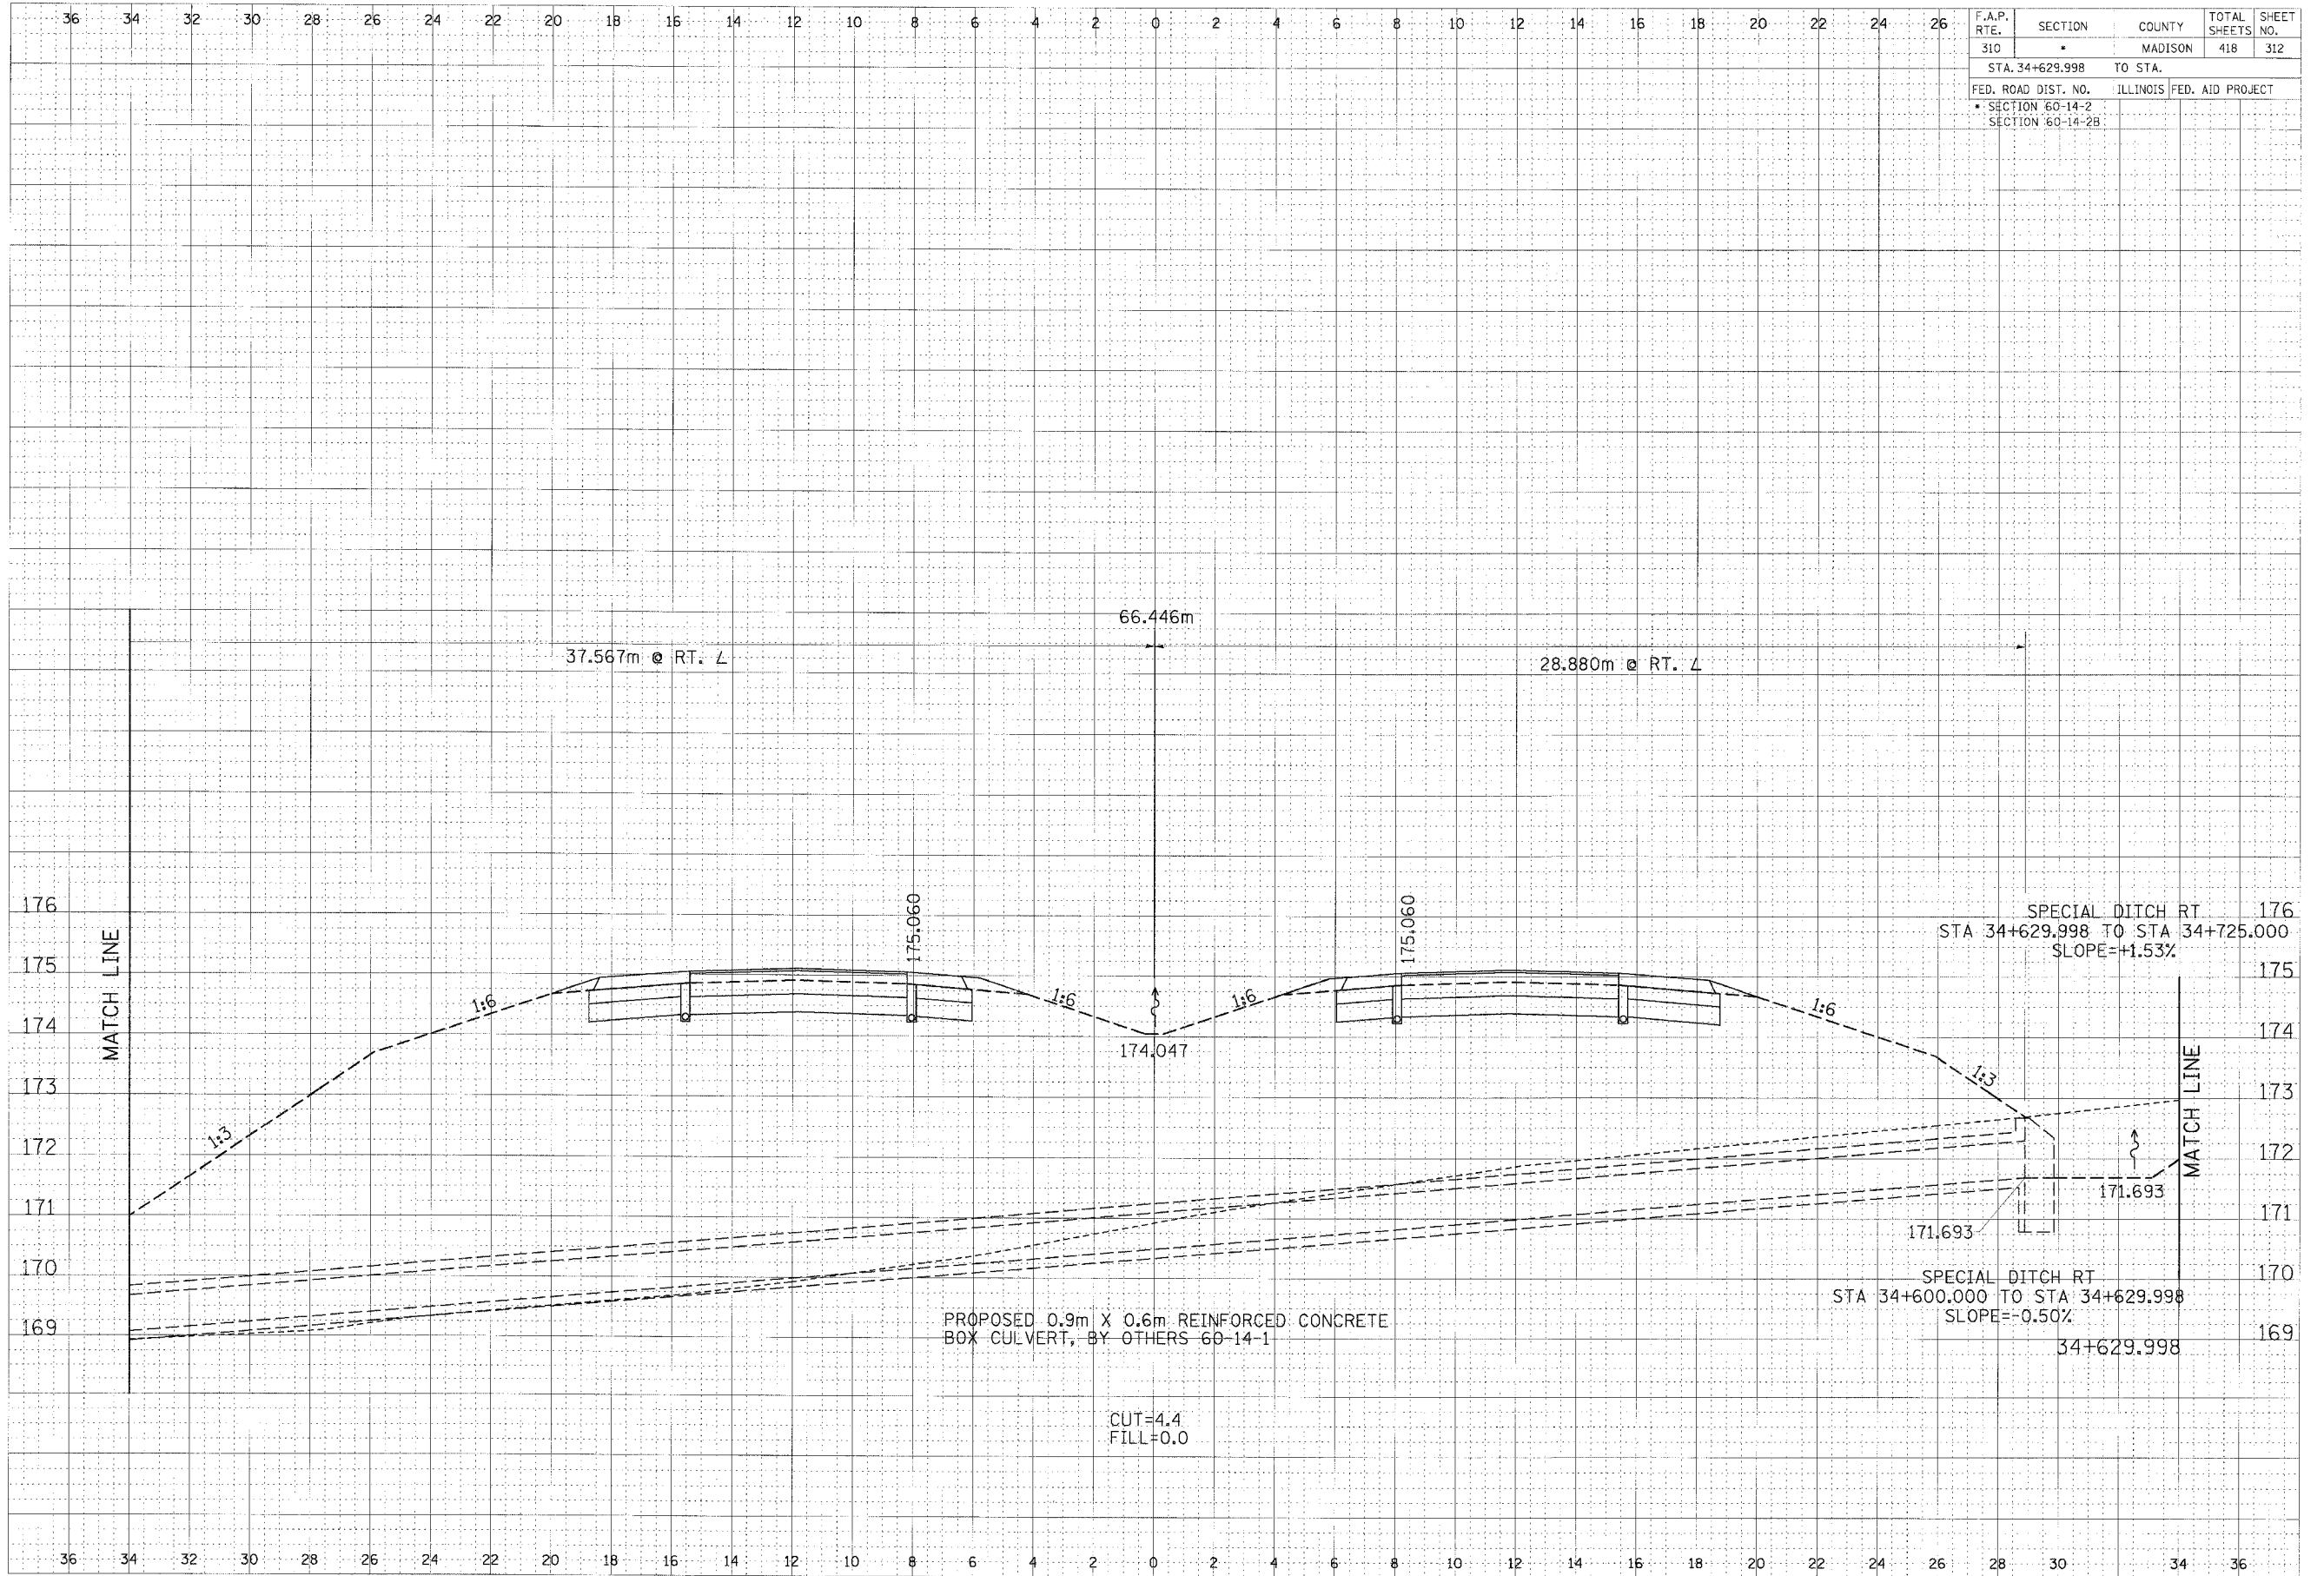 36 34 32 30 28 26 24 22 20 18 16 14 12 10 8 6 4 2 0 2 4 6 8 10 12 14 16 18 20 22 24 26
F.A.P. RTE. SECTION COUNTY TOTAL SHEETS SHEET NO.
310 * MADISON 418 312
STA. 34+629.998 TO STA.
FED. ROAD DIST. NO. ILLINOIS FED. AID PROJECT
* SECTION 60-14-2
SECTION 60-14-2B
66.446m
37.567m @ RT. ∠
28.880m @ RT. ∠
176
175
174
173
172
171
170
169
MATCH LINE
1:3
1:6
175.060
1:6
174.047
1:6
175.060
1:6
1:3
SPECIAL DITCH RT
STA 34+629.998 TO STA 34+725.000
SLOPE=+1.53%
176
175
174
173
172
171
170
169
MATCH LINE
171.693
171.693
SPECIAL DITCH RT
STA 34+600.000 TO STA 34+629.998
SLOPE=-0.50%
34+629.998
PROPOSED 0.9m X 0.6m REINFORCED CONCRETE
BOX CULVERT, BY OTHERS 60-14-1
CUT=4.4
FILL=0.0
36 34 32 30 28 26 24 22 20 18 16 14 12 10 8 6 4 2 0 2 4 6 8 10 12 14 16 18 20 22 24 26 28 30 34 36